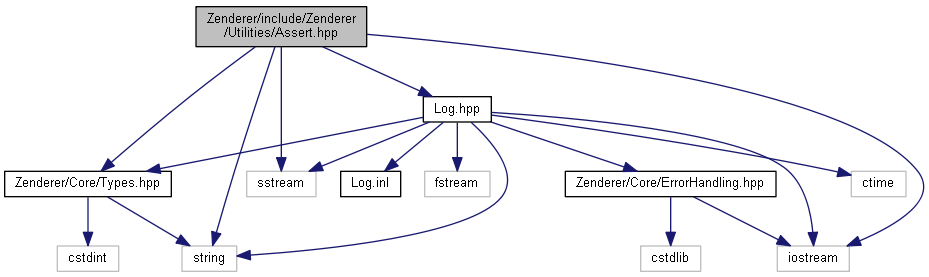 Zenderer/include/Zenderer
/Utilities/Assert.hpp
Log.hpp
Zenderer/Core/Types.hpp
sstream
Log.inl
fstream
Zenderer/Core/ErrorHandling.hpp
ctime
cstdint
string
cstdlib
iostream